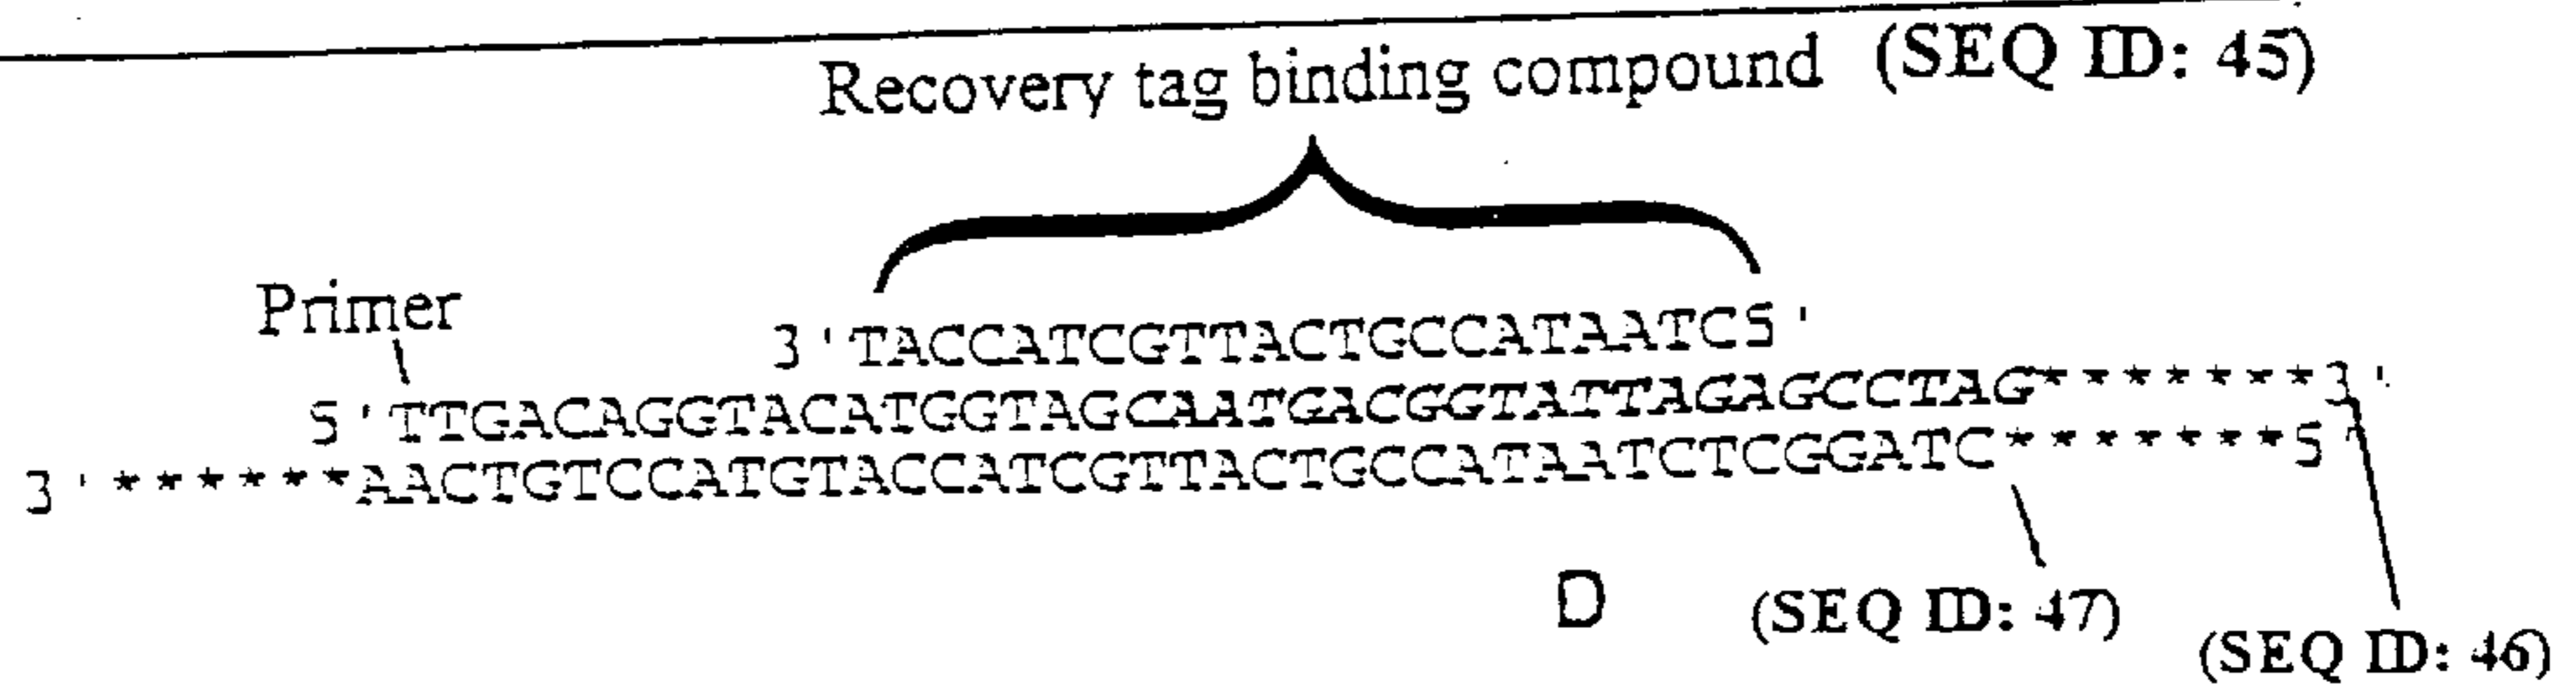 Recovery tag binding compound (SEQ ID: 45)
Primer
3'TACCATCGTTACTGCCATAATC5'
5'TTGACAGGTACATGGTAGCAATGACGGTATTAGAGCCTAG*******3'
3'******AACTGTCCATGTACCATCGTTACTGCCATAATCTCGGATC*******5'
D (SEQ ID: 47)
(SEQ ID: 46)